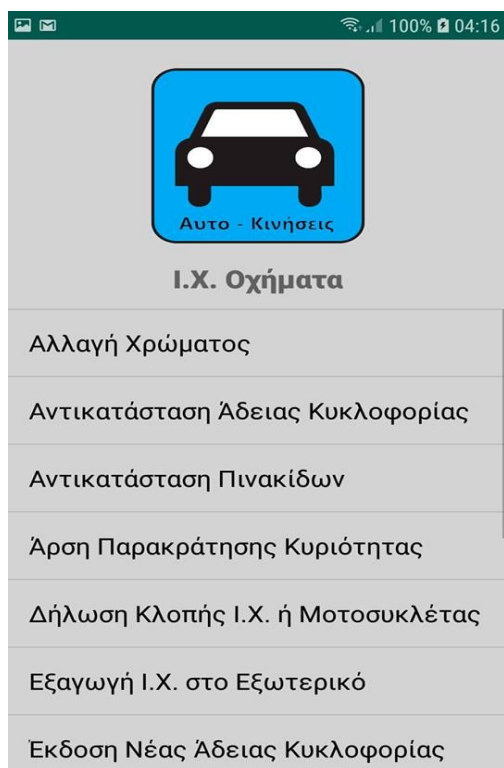 100% 04:16
Αυτο - Κινήσεις
Ι.Χ. Οχήματα
Αλλαγή Χρώματος
Αντικατάσταση Άδειας Κυκλοφορίας
Αντικατάσταση Πινακίδων
Άρση Παρακράτησης Κυριότητας
Δήλωση Κλοπής Ι.Χ. ή Μοτοσυκλέτας
Εξαγωγή Ι.Χ. στο Εξωτερικό
Έκδοση Νέας Άδειας Κυκλοφορίας